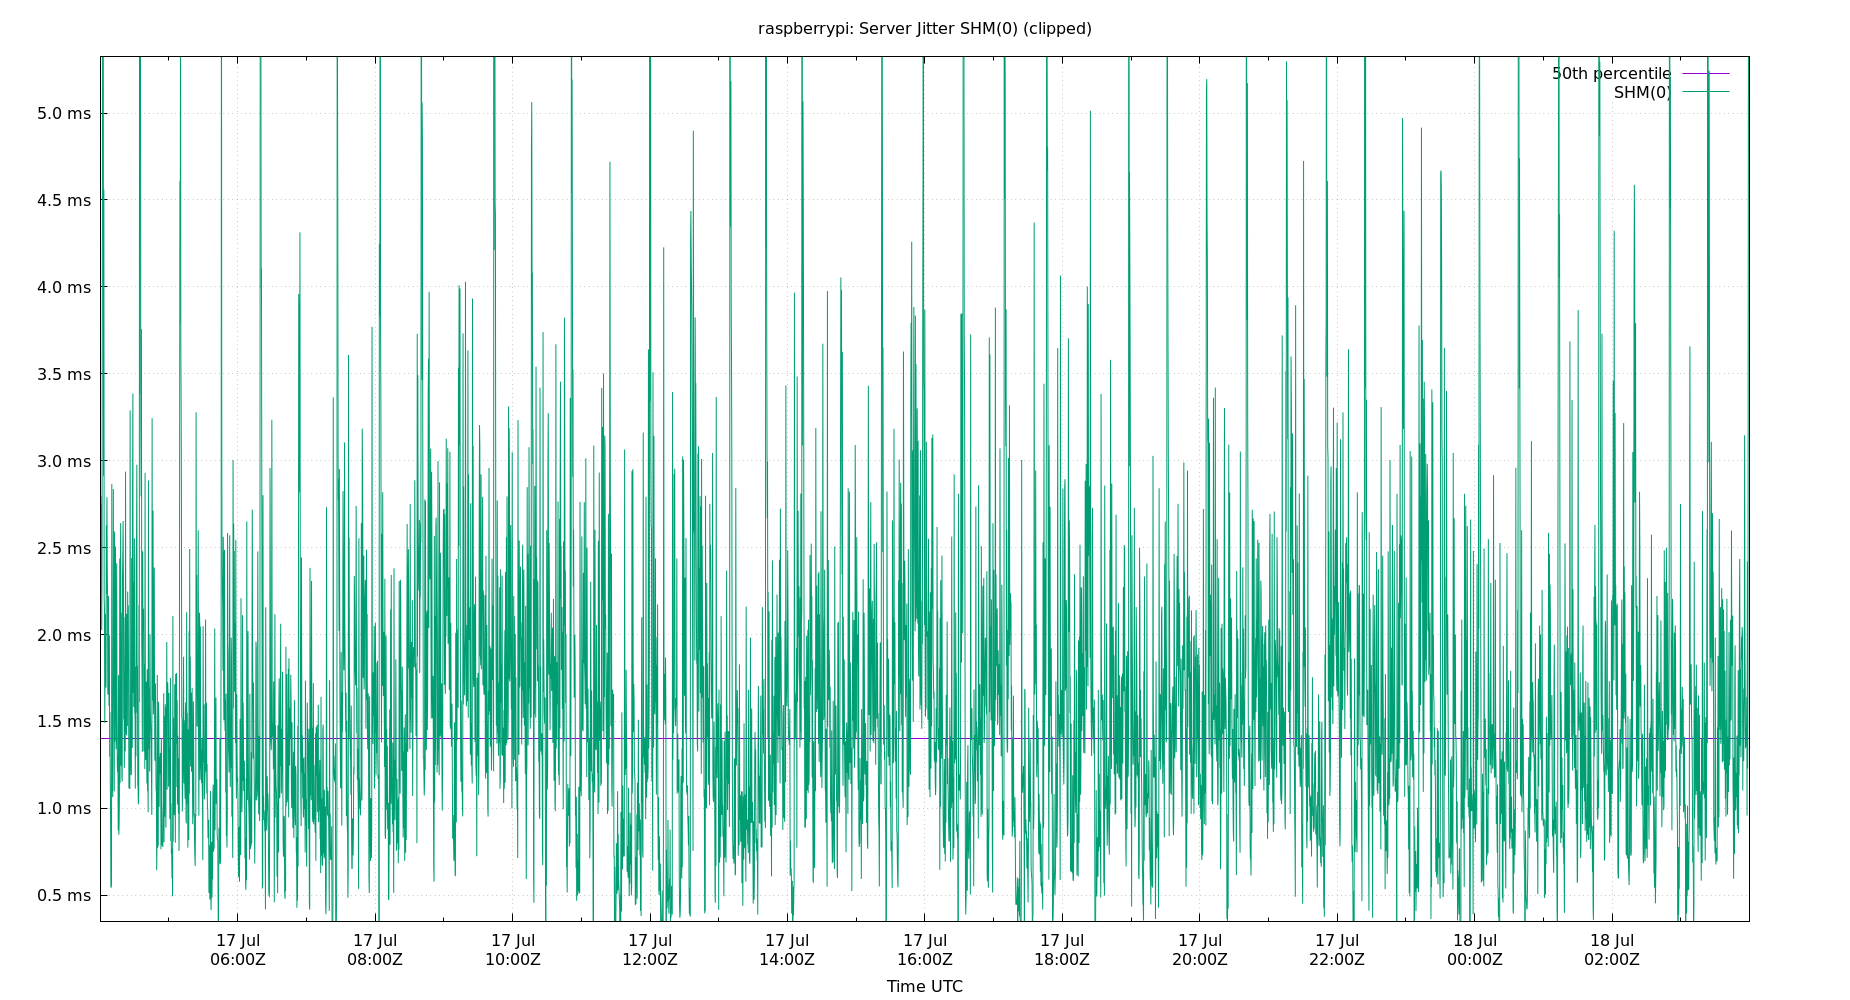 raspberrypi: Server Jitter SHM(0) (clipped)
50th percentile
SHM(0)
5.0 ms
4.5 ms
4.0 ms
3.5 ms
3.0 ms
2.5 ms
2.0 ms
1.5 ms
1.0 ms
0.5 ms
17 Jul 17 Jul 17 Jul 17 Jul 17 Jul 17 Jul 17 Jul 17 Jul 17 Jul 18 Jul 18 Jul
06:00Z 08:00Z 10:00Z 12:00Z 14:00Z 16:00Z 18:00Z 20:00Z 22:00Z 00:00Z 02:00Z
Time UTC